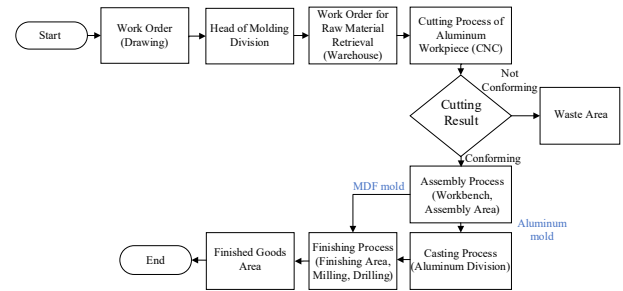 Start
Work Order
(Drawing)
Head of Molding
Division
Work Order for
Raw Material
Retrieval
(Warehouse)
Cutting Process of
Aluminum
Workpiece (CNC)
Not
Conforming
Cutting
Result
Waste Area
Conforming
Assembly Process
(Workbench,
Assembly Area)
MDF mold
Aluminum
mold
End
Finished Goods
Area
Finishing Process
(Finishing Area,
Milling, Drilling)
Casting Process
(Aluminum Division)